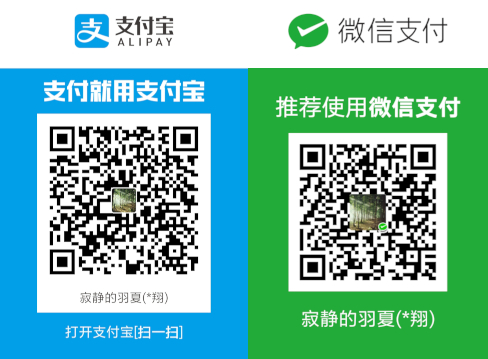 支 支付宝
ALIPAY
支付就用支付宝
寂静的羽夏(*翔)
打开支付宝[扫一扫]
微信支付
推荐使用微信支付
寂静的羽夏(*翔)